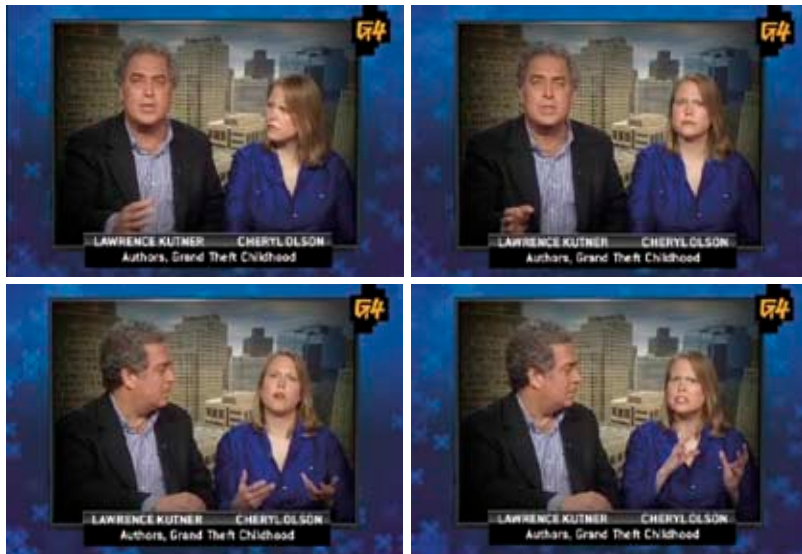 G4
LAWRENCE KUTNER CHERYL OLSON
Authors, Grand Theft Childhood
G4
LAWRENCE KUTNER CHERYL OLSON
Authors, Grand Theft Childhood
G4
LAWRENCE KUTNER CHERYL OLSON
Authors, Grand Theft Childhood
G4
LAWRENCE KUTNER CHERYL OLSON
Authors, Grand Theft Childhood